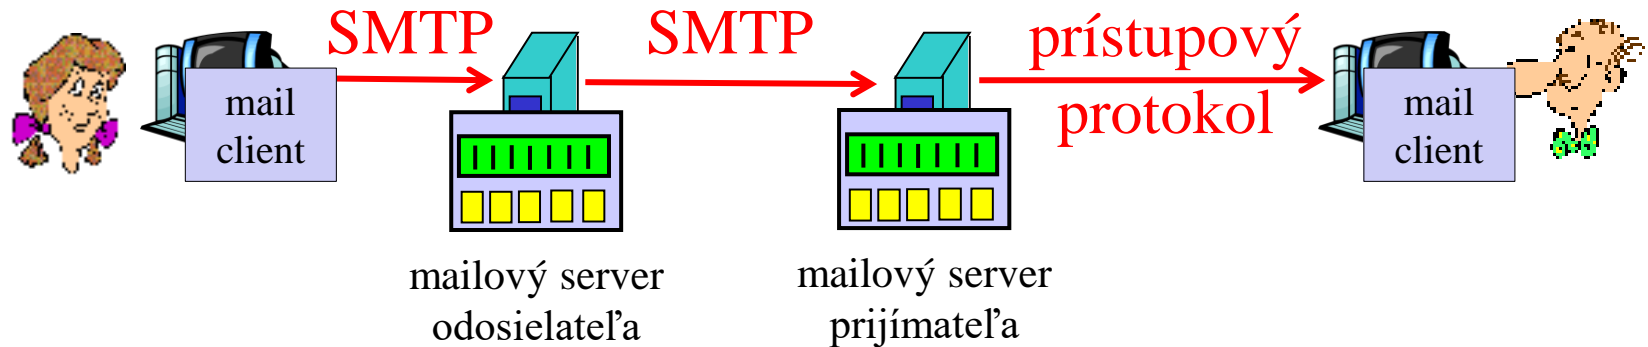 SMTP
SMTP
prístupový
protokol
mail
client
mail
client
mailový server
odosielateľa
mailový server
prijímateľa